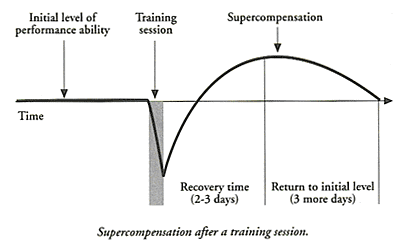 Initial level of
performance ability
Training
session
Supercompensation
Time
Recovery time
(2-3 days)
Return to initial level
(3 more days)
Supercompensation after a training session.